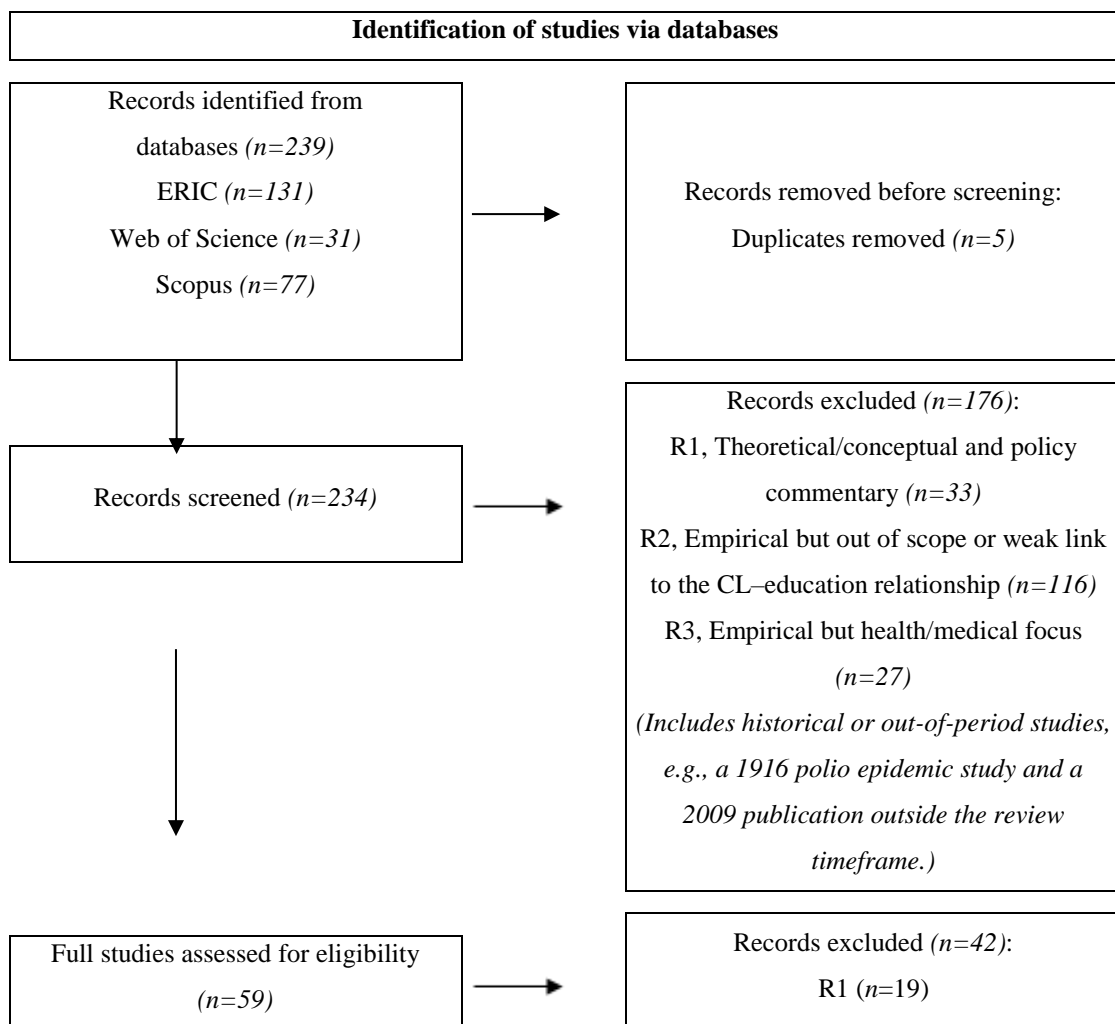 Identification of studies via databases
Records identified from
databases (n=239)
ERIC (n=131)
Web of Science (n=31)
Scopus (n=77)
Records removed before screening:
Duplicates removed (n=5)
Records screened (n=234)
Records excluded (n=176):
R1, Theoretical/conceptual and policy
commentary (n=33)
R2, Empirical but out of scope or weak link
to the CL–education relationship (n=116)
R3, Empirical but health/medical focus
(n=27)
(Includes historical or out-of-period studies,
e.g., a 1916 polio epidemic study and a
2009 publication outside the review
timeframe.)
Full studies assessed for eligibility
(n=59)
Records excluded (n=42):
R1 (n=19)